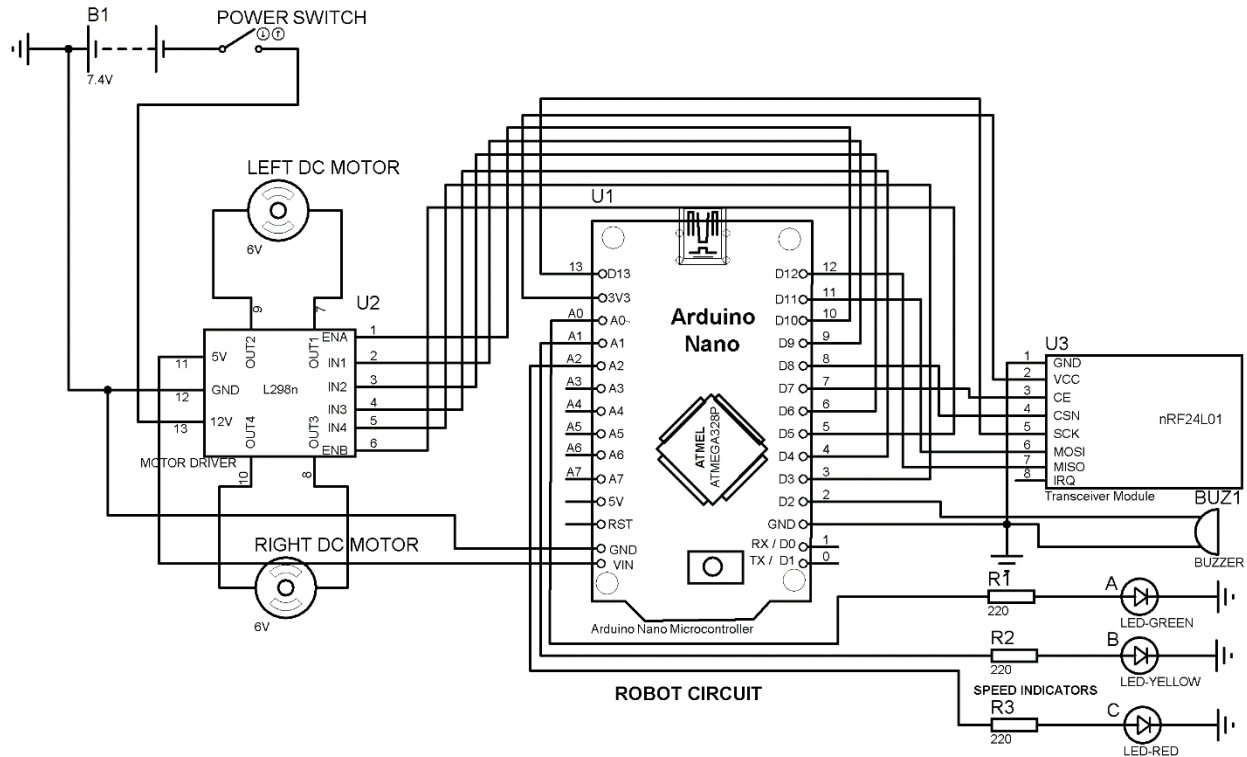 B1
POWER SWITCH
7.4V
LEFT DC MOTOR
6V
U2
9
7
OUT2
OUT1
ENA
1
5V
11
IN1
2
GND
12
L298n
IN2
3
12V
13
IN3
4
OUT4
OUT3
IN4
5
ENB
6
MOTOR DRIVER
10
8
RIGHT DC MOTOR
6V
U1
13
D13
3V3
A0
A0~
A1
A1
A2
A2
A3
A3
A4
A4
A5
A5
A6
A6
A7
A7
5V
RST
GND
VIN
Arduino
Nano
ATMEL
ATMEGA328P
D12
12
D11
11
D10
10
D9
9
D8
8
D7
7
D6
6
D5
5
D4
4
D3
3
D2
2
GND
RX / D0
1
TX / D1
0
Arduino Nano Microcontroller
U3
1
GND
2
VCC
3
CE
4
CSN
5
SCK
6
MOSI
7
MISO
8
IRQ
nRF24L01
Transceiver Module
BUZ1
BUZZER
R1
220
A
LED-GREEN
R2
220
B
LED-YELLOW
SPEED INDICATORS
R3
220
C
LED-RED
ROBOT CIRCUIT